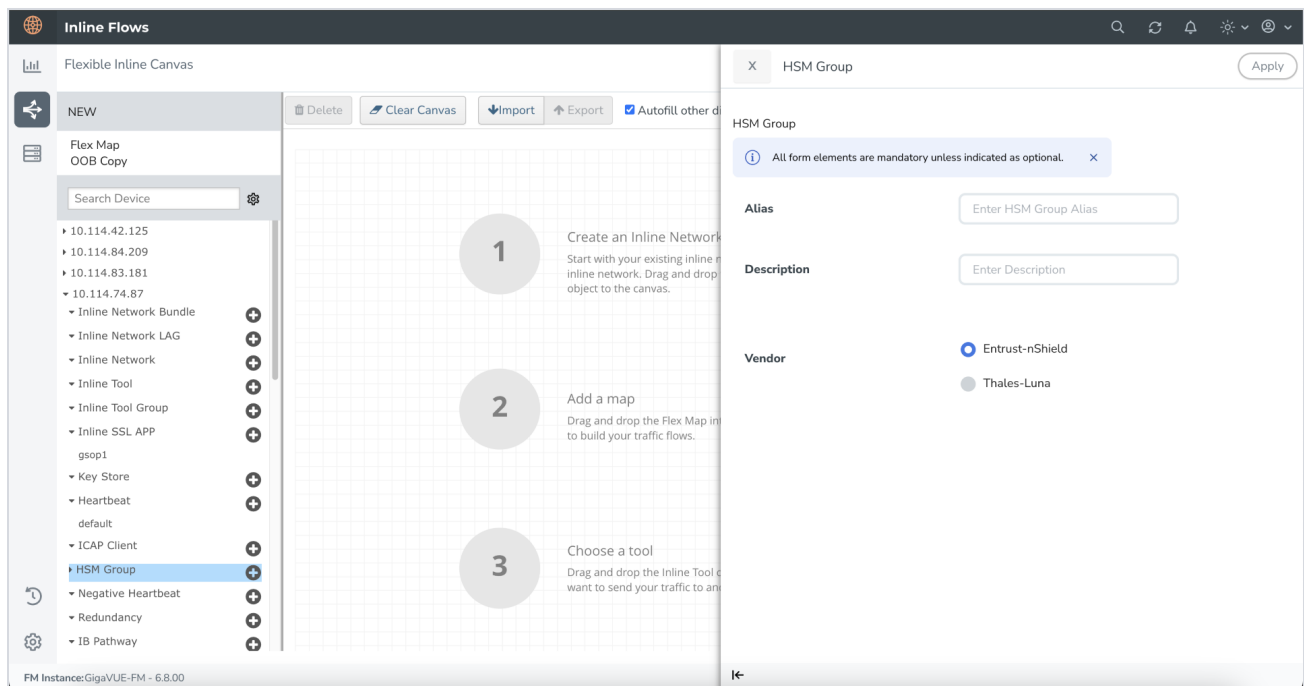 Inline Flows
Flexible Inline Canvas
NEW
Flex Map
OOB Copy
Search Device
10.114.42.125
10.114.84.209
10.114.83.181
10.114.74.87
Inline Network Bundle
Inline Network LAG
Inline Network
Inline Tool
Inline Tool Group
Inline SSL APP
gsop1
Key Store
Heartbeat
default
ICAP Client
HSM Group
Negative Heartbeat
Redundancy
IB Pathway
Delete
Clear Canvas
Import
Export
Autofill other di
1
Create an Inline Network
Start with your existing inline n
inline network. Drag and drop
object to the canvas.
2
Add a map
Drag and drop the Flex Map int
to build your traffic flows.
3
Choose a tool
Drag and drop the Inline Tool o
want to send your traffic to and
X
HSM Group
Apply
HSM Group
All form elements are mandatory unless indicated as optional.
Alias
Enter HSM Group Alias
Description
Enter Description
Vendor
Entrust-nShield
Thales-Luna
FM Instance:GigaVUE-FM - 6.8.00